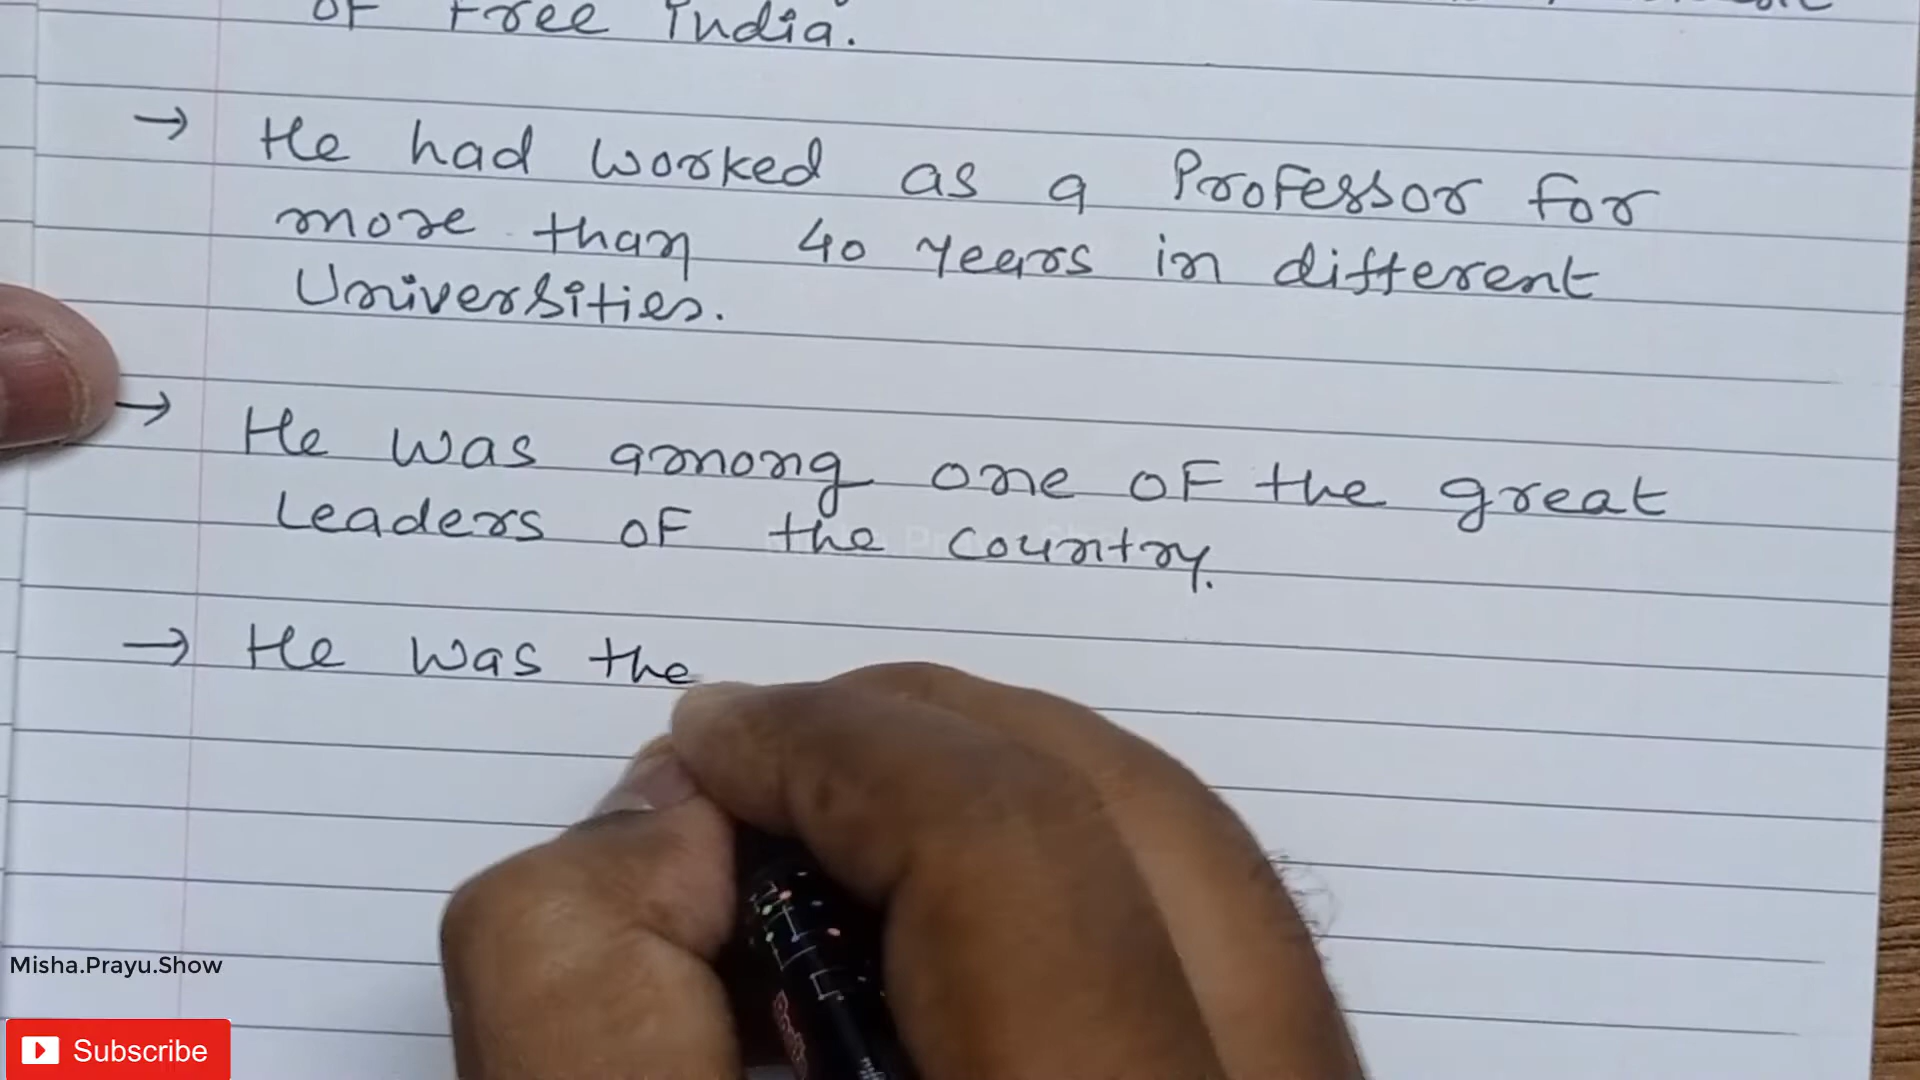 of Free India.
→ He had worked as a Professor for
more than 40 years in different
Universities.
→ He was among one of the great
Leaders of the country.
→ He was the
Misha.Prayu.Show
Subscribe